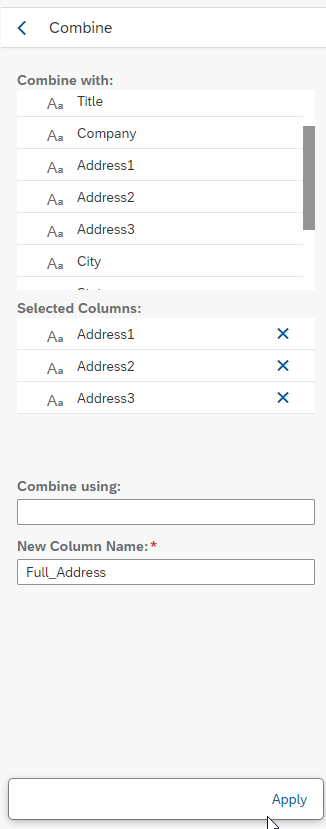 Combine
Combine with:
Aa Title
Aa Company
Aa Address1
Aa Address2
Aa Address3
Aa City
Selected Columns:
Aa Address1
Aa Address2
Aa Address3
Combine using:
New Column Name:*
Full_Address
Apply